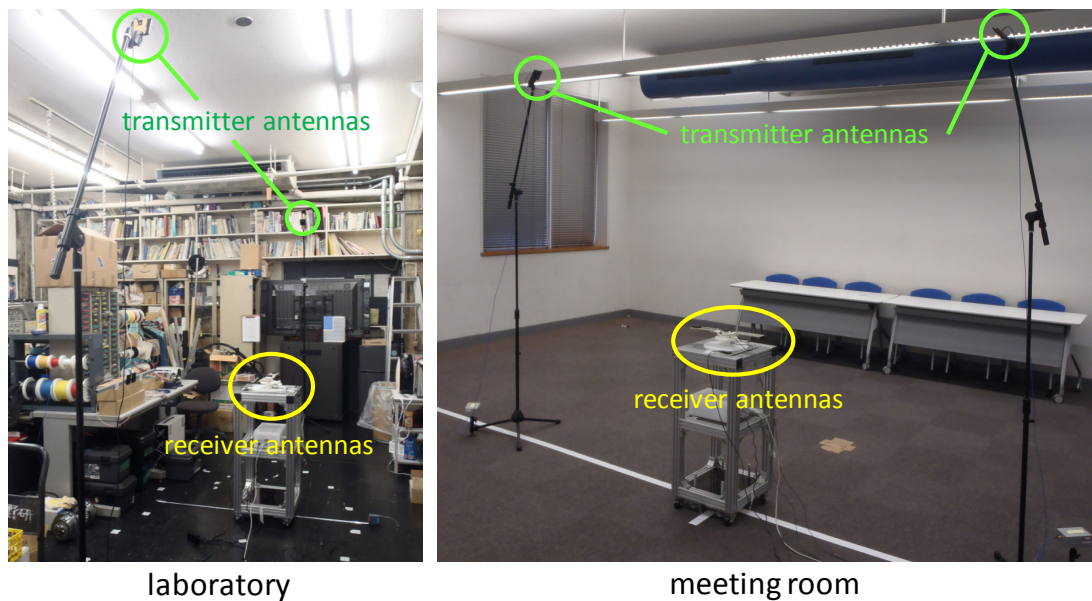 transmitter antennas
receiver antennas
laboratory
transmitter antennas
receiver antennas
meeting room